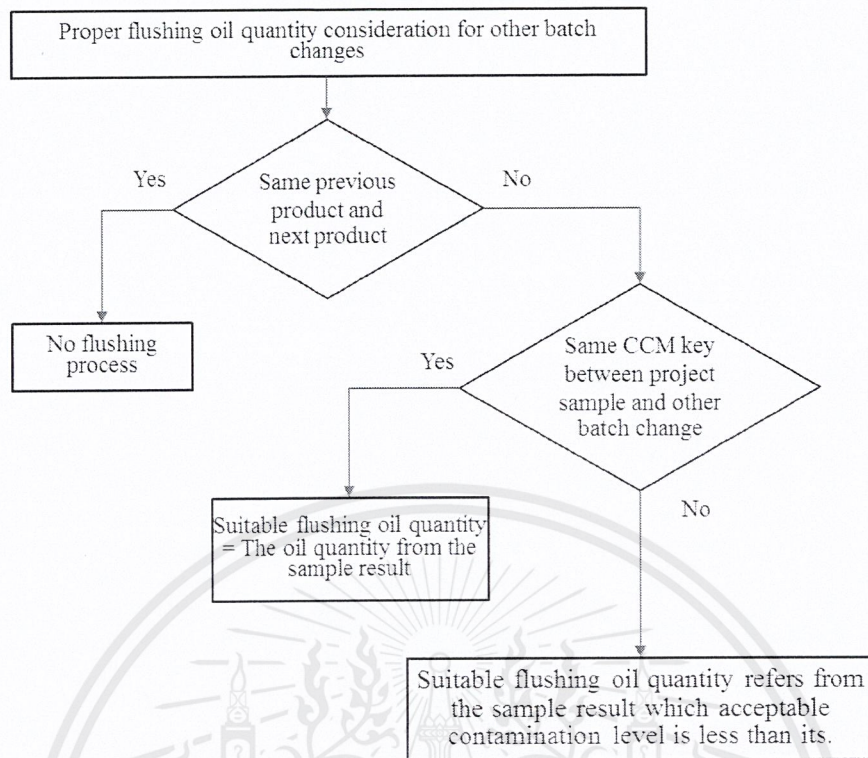 Proper flushing oil quantity consideration for other batch
changes
Yes
Same previous
product and
next product
No
No flushing
process
Yes
Same CCM key
between project
sample and other
batch change
Suitable flushing oil quantity
= The oil quantity from the
sample result
No
Suitable flushing oil quantity refers from
the sample result which acceptable
contamination level is less than its.